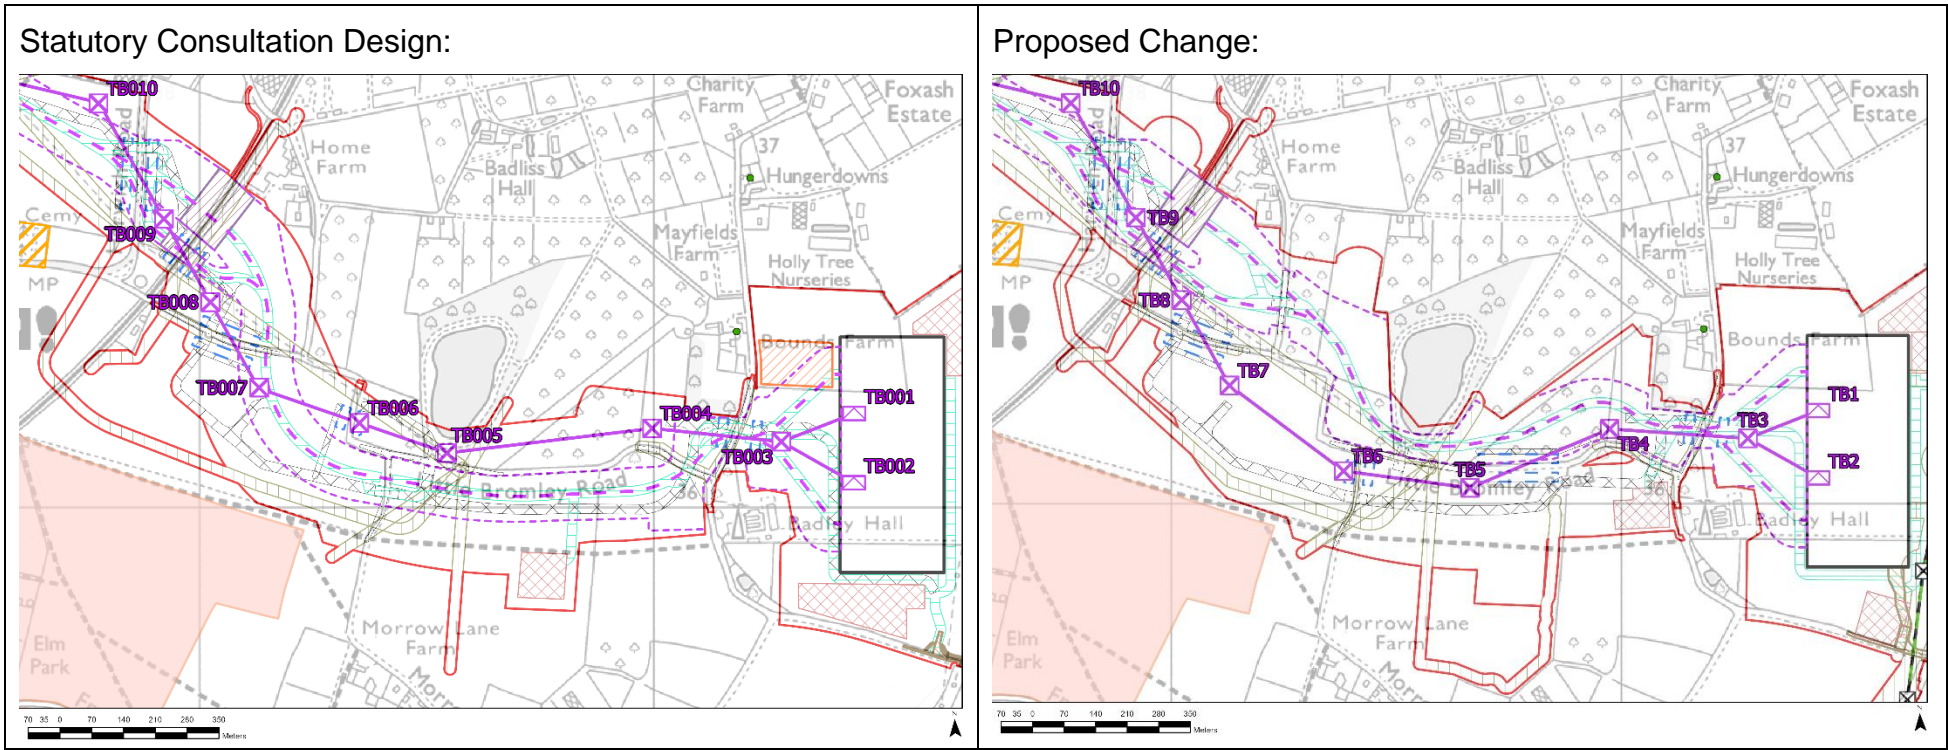 Statutory Consultation Design:
TB010
Charity
Farm
Foxash
Estate
Home
Farm
37
Badliss
Hall
Hungerdowns
Cemy
TB009
Mayfields
Farm
Holly Tree
Nurseries
MP
TB008
Bounds Farm
TB007
TB006
TB004
TB001
TB005
TB003
TB002
Bromley Road
36
Badley Hall
Morrow Lane
Farm
Elm
Park
70 35 0 70 140 210 280 350
Meters
N
Proposed Change:
TB10
Charity
Farm
Foxash
Estate
Home
Farm
37
Badliss
Hall
Hungerdowns
Cemy
TB9
Mayfields
Farm
Holly Tree
Nurseries
MP
TB8
Bounds Farm
TB7
TB1
TB3
TB4
TB6
TB5
TB2
Bromley Road
36
Badley Hall
Morrow Lane
Farm
Elm
Park
70 35 0 70 140 210 280 350
Meters
N